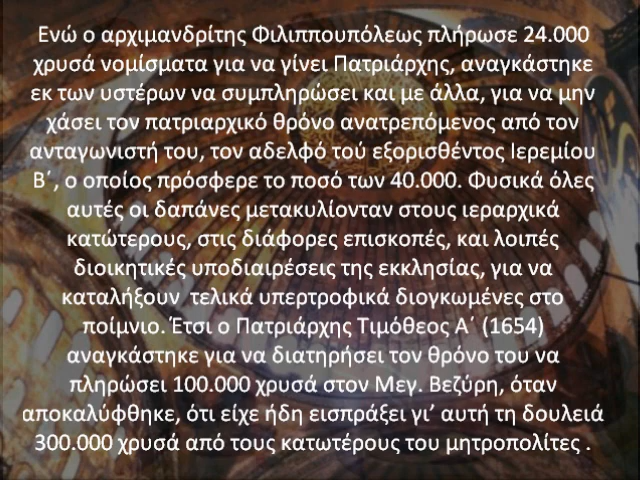 Ενώ ο αρχιμανδρίτης Φιλιππουπόλεως πλήρωσε 24.000
χρυσά νομίσματα για να γίνει Πατριάρχης, αναγκάστηκε
εκ των υστέρων να συμπληρώσει και με άλλα, για να μην
χάσει τον πατριαρχικό θρόνο ανατρεπόμενος από τον
ανταγωνιστή του, τον αδελφό τού εξορισθέντος Ιερεμίου
Β΄, ο οποίος πρόσφερε το ποσό των 40.000. Φυσικά όλες
αυτές οι δαπάνες μετακυλίονταν στους ιεραρχικά
κατώτερους, στις διάφορες επισκοπές, και λοιπές
διοικητικές υποδιαιρέσεις της εκκλησίας, για να
καταλήξουν τελικά υπερτροφικά διογκωμένες στο
ποίμνιο. Έτσι ο Πατριάρχης Τιμόθεος Α΄ (1654)
αναγκάστηκε για να διατηρήσει τον θρόνο του να
πληρώσει 100.000 χρυσά στον Μεγ. Βεζύρη, όταν
αποκαλύφθηκε, ότι είχε ήδη εισπράξει γι’ αυτή τη δουλειά
300.000 χρυσά από τους κατωτέρους του μητροπολίτες .